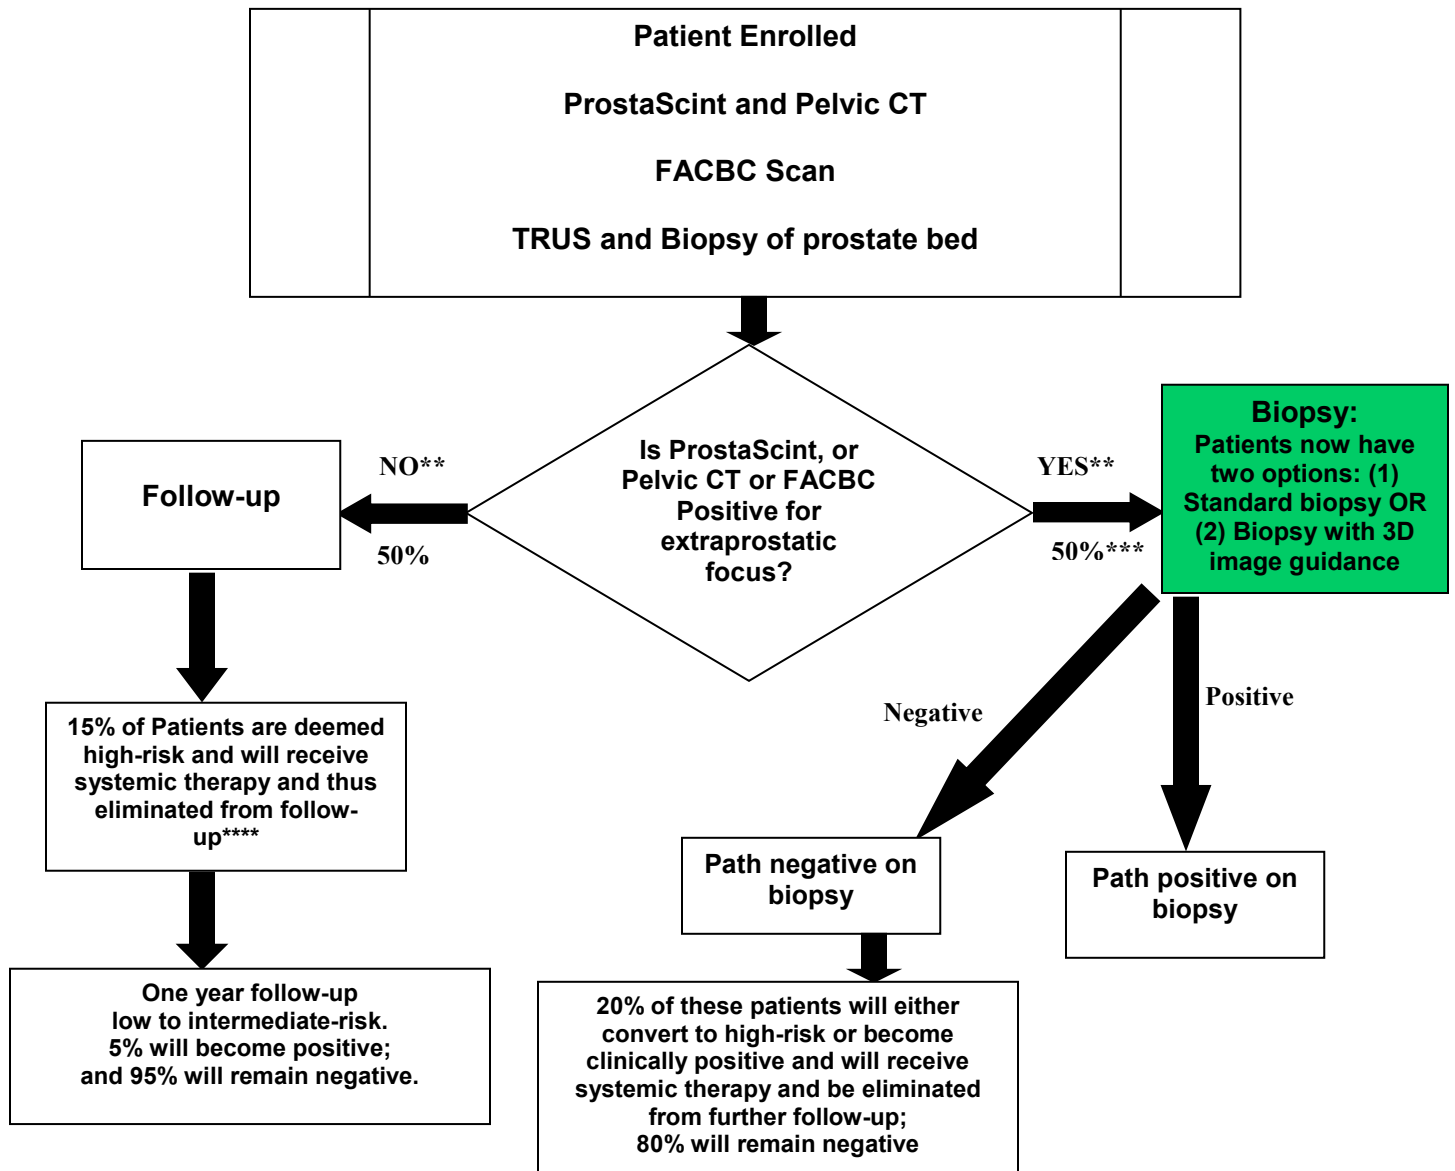 Patient Enrolled
ProstaScint and Pelvic CT
FACBC Scan
TRUS and Biopsy of prostate bed
Is ProstaScint, or
Pelvic CT or FACBC
Positive for
extraprostatic
focus?
NO**
50%
Follow-up
YES**
50%***
Biopsy:
Patients now have
two options: (1)
Standard biopsy OR
(2) Biopsy with 3D
image guidance
15% of Patients are deemed
high-risk and will receive
systemic therapy and thus
eliminated from follow-
up****
One year follow-up
low to intermediate-risk.
5% will become positive;
and 95% will remain negative.
Negative
Positive
Path negative on
biopsy
Path positive on
biopsy
20% of these patients will either
convert to high-risk or become
clinically positive and will receive
systemic therapy and be eliminated
from further follow-up;
80% will remain negative